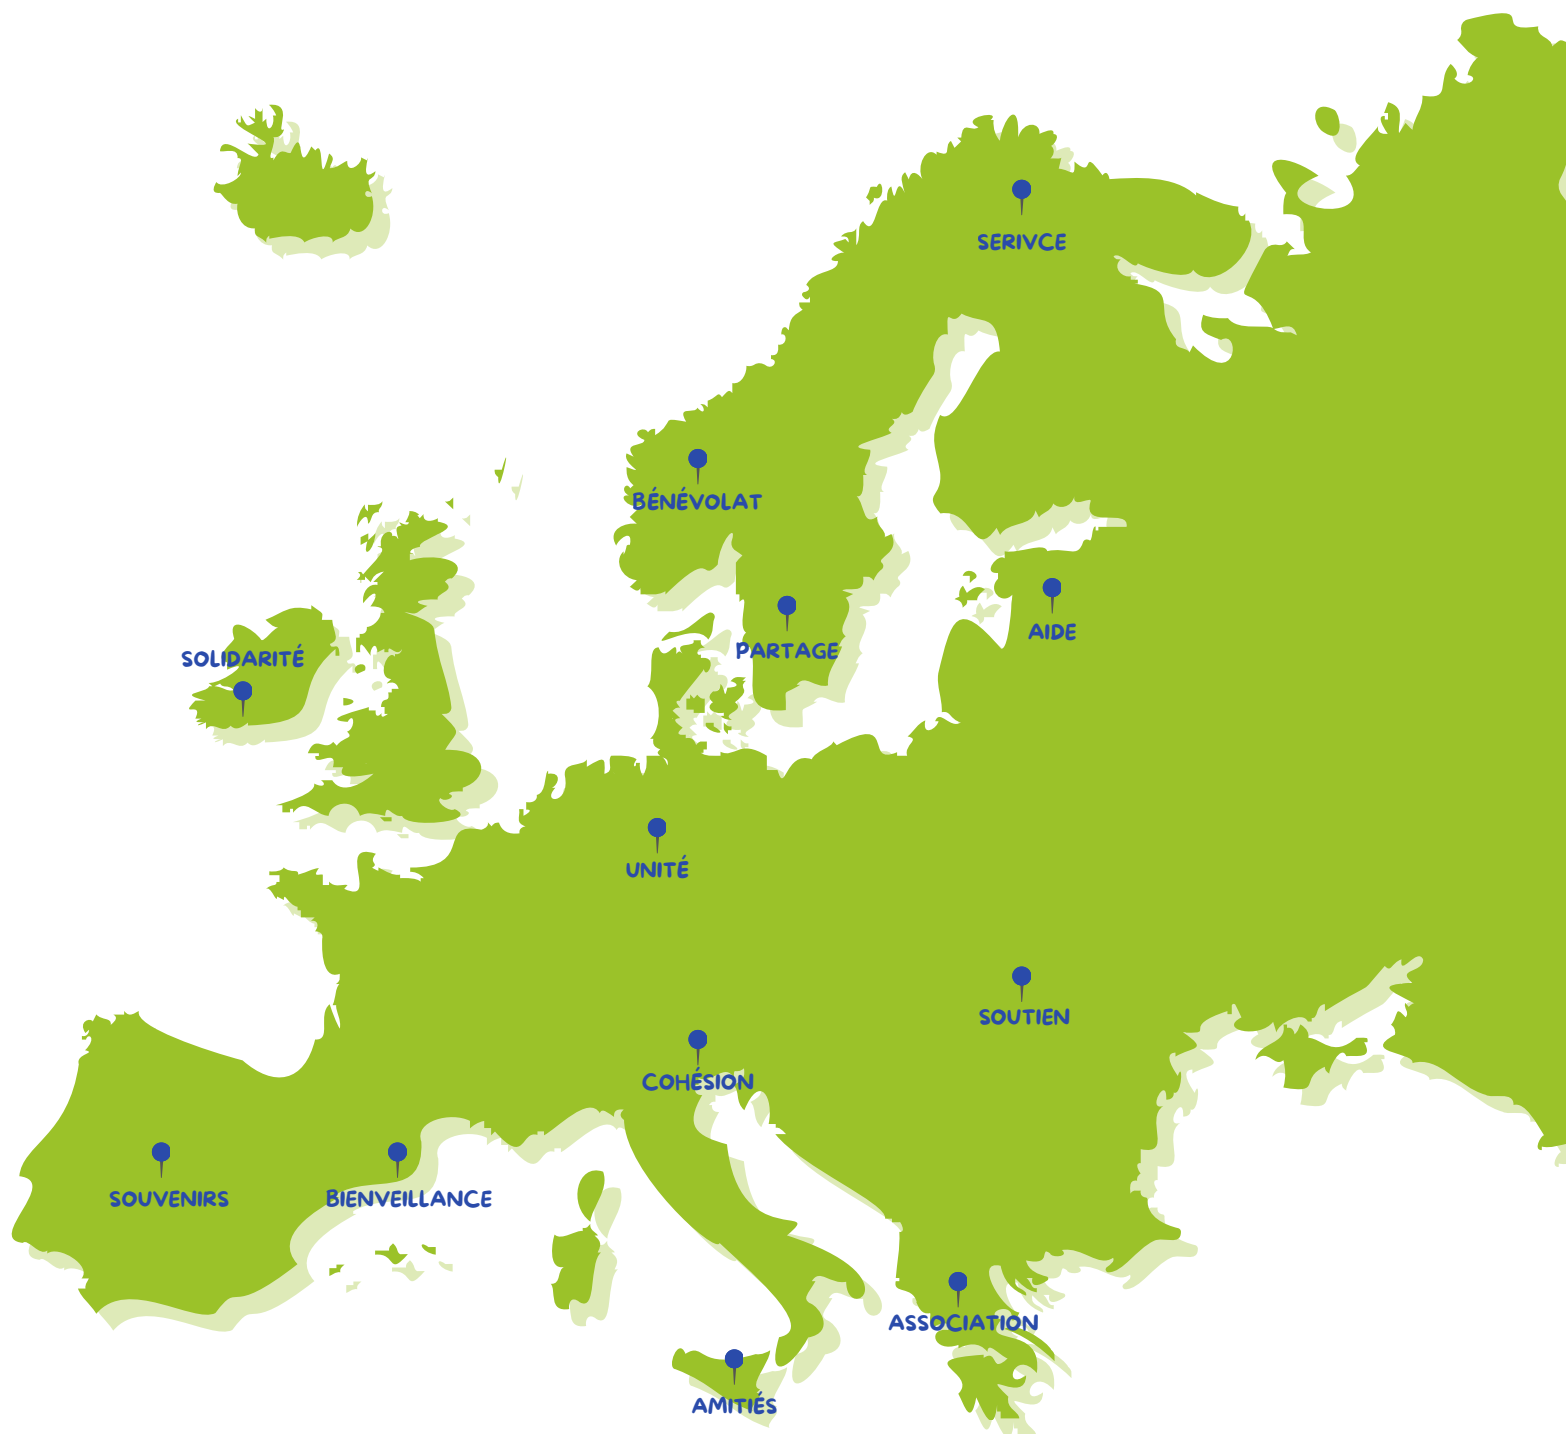 SERIVCE
BÉNÉVOLAT
AIDE
PARTAGE
SOLIDARITÉ
UNITÉ
SOUTIEN
COHÉSION
SOUVENIRS
BIENVEILLANCE
ASSOCIATION
AMITIÉS